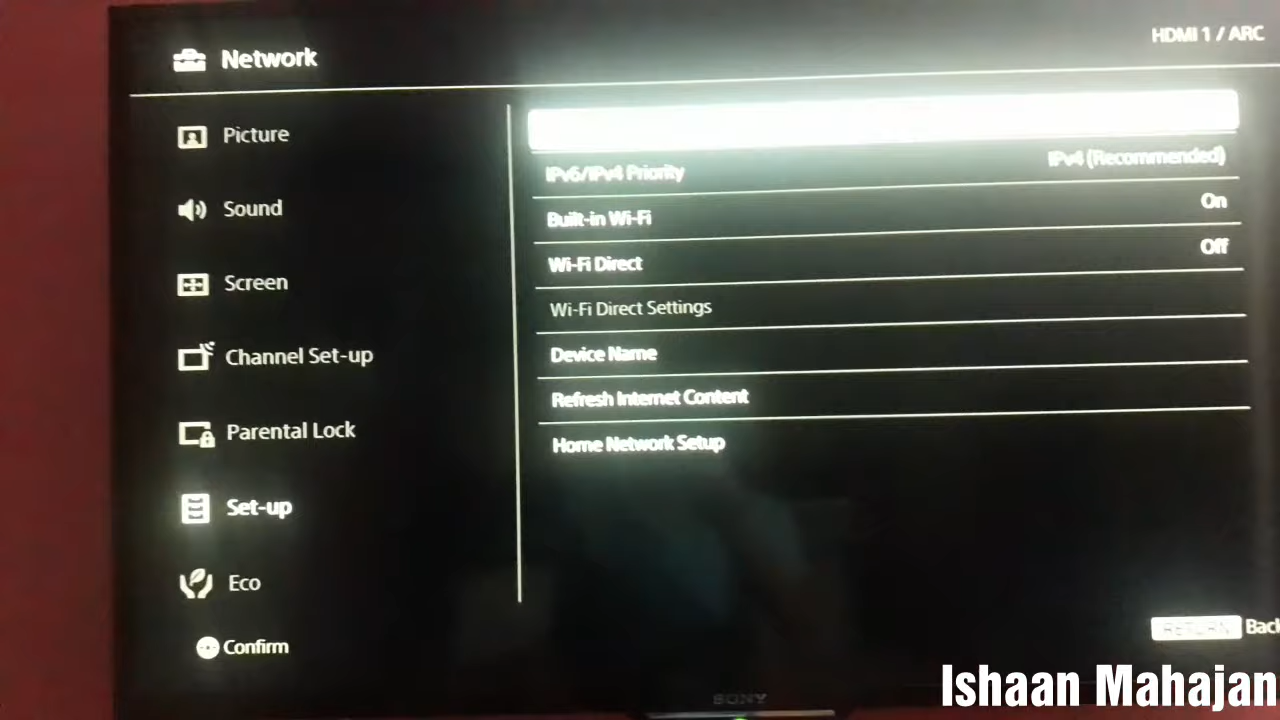 Network
HDMI 1 / ARC
Picture
Sound
Screen
Channel Set-up
Parental Lock
Set-up
Eco
Confirm
IPv6/IPv4 Priority IPv4 (Recommended)
Built-in Wi-Fi On
Wi-Fi Direct Off
Wi-Fi Direct Settings
Device Name
Refresh Internet Content
Home Network Setup
RETURN Back
SONY
Ishaan Mahajan